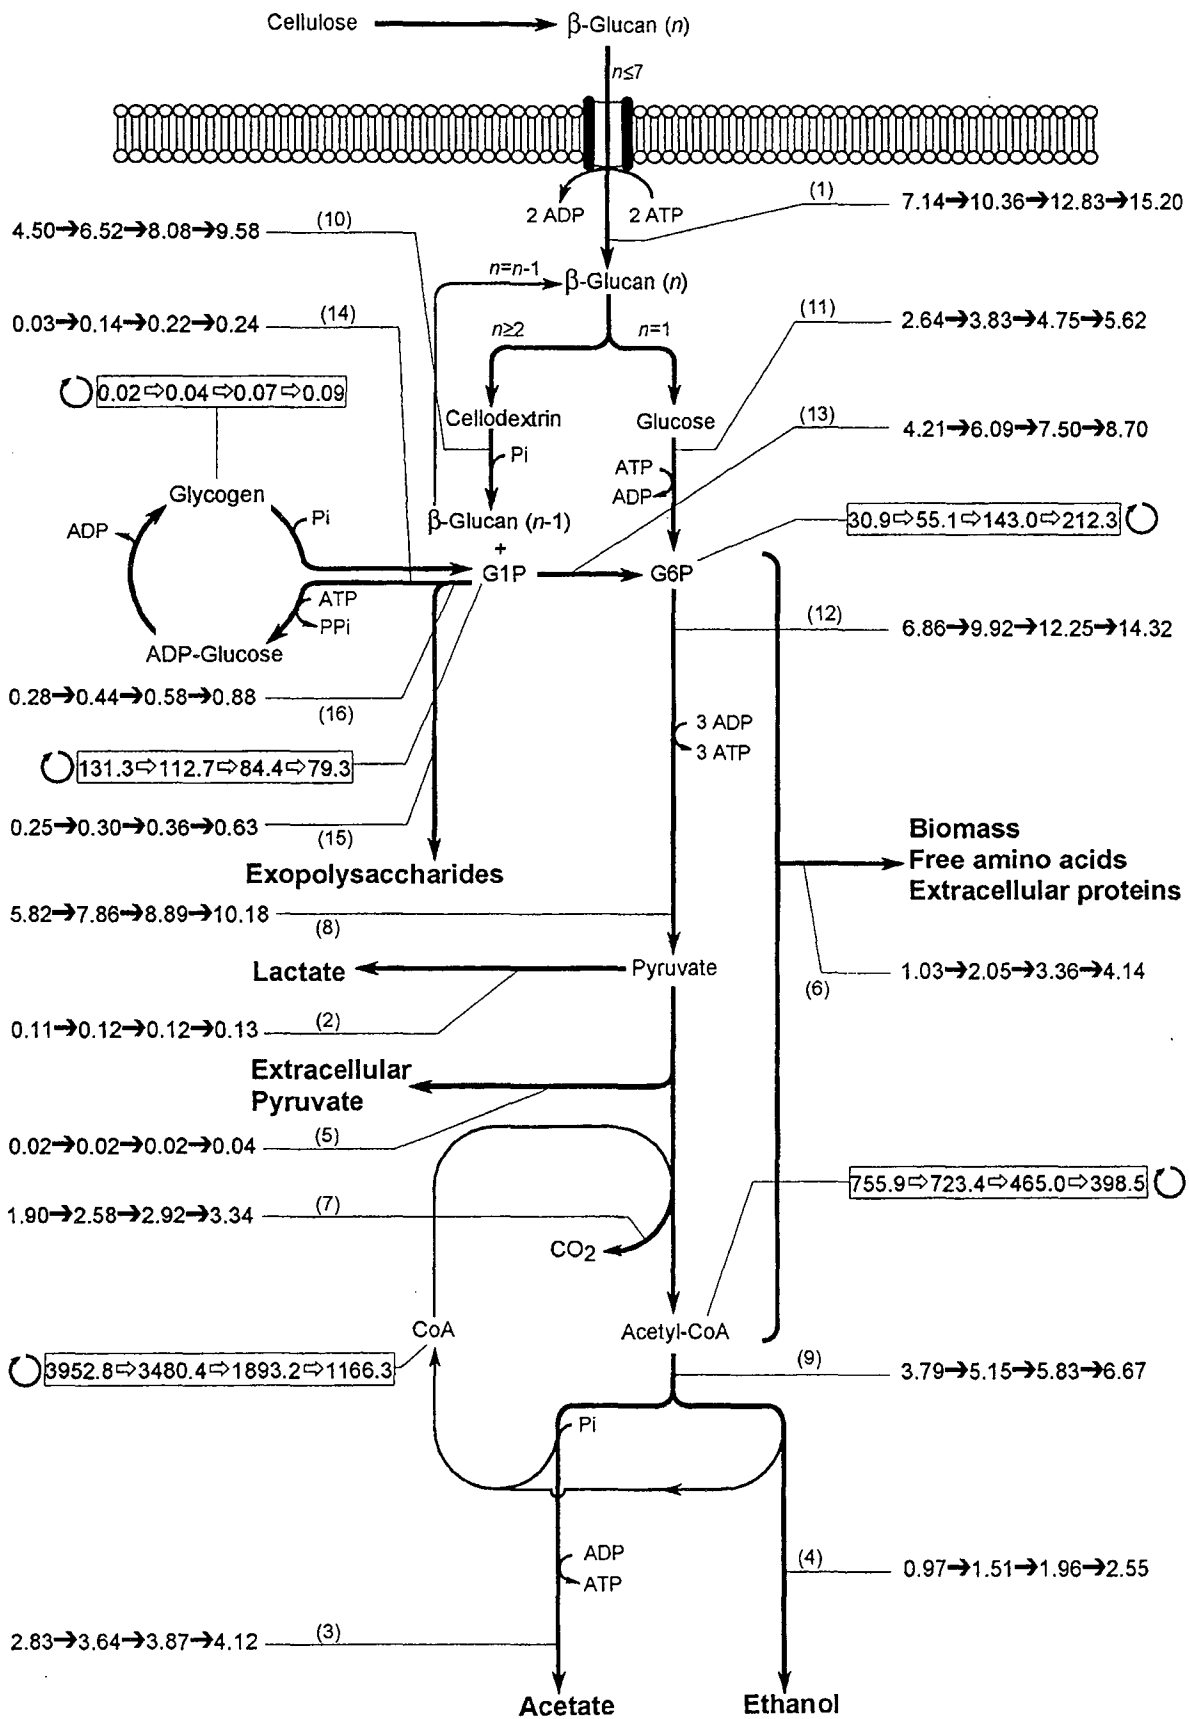 Cellulose
β-Glucan (n)
n≤7
2 ADP
2 ATP
(1)
7.14➔10.36➔12.83➔15.20
4.50➔6.52➔8.08➔9.58
(10)
n=n-1
β-Glucan (n)
0.03➔0.14➔0.22➔0.24
(14)
n≥2
n=1
(11)
2.64➔3.83➔4.75➔5.62
0.02⇨0.04⇨0.07⇨0.09
Cellodextrin
Glucose
(13)
4.21➔6.09➔7.50➔8.70
Pi
ATP
ADP
Glycogen
ADP
Pi
β-Glucan (n-1)
30.9⇨55.1⇨143.0⇨212.3
+
G1P
G6P
ATP
PPi
ADP-Glucose
(12)
6.86➔9.92➔12.25➔14.32
0.28➔0.44➔0.58➔0.88
(16)
3 ADP
3 ATP
131.3⇨112.7⇨84.4⇨79.3
0.25➔0.30➔0.36➔0.63
(15)
Exopolysaccharides
Biomass
Free amino acids
Extracellular proteins
5.82➔7.86➔8.89➔10.18
(8)
Lactate
Pyruvate
1.03➔2.05➔3.36➔4.14
(6)
0.11➔0.12➔0.12➔0.13
(2)
Extracellular
Pyruvate
0.02➔0.02➔0.02➔0.04
(5)
755.9⇨723.4⇨465.0⇨398.5
1.90➔2.58➔2.92➔3.34
(7)
CO2
CoA
Acetyl-CoA
3952.8⇨3480.4⇨1893.2⇨1166.3
(9)
3.79➔5.15➔5.83➔6.67
Pi
ADP
ATP
(4)
0.97➔1.51➔1.96➔2.55
2.83➔3.64➔3.87➔4.12
(3)
Acetate
Ethanol